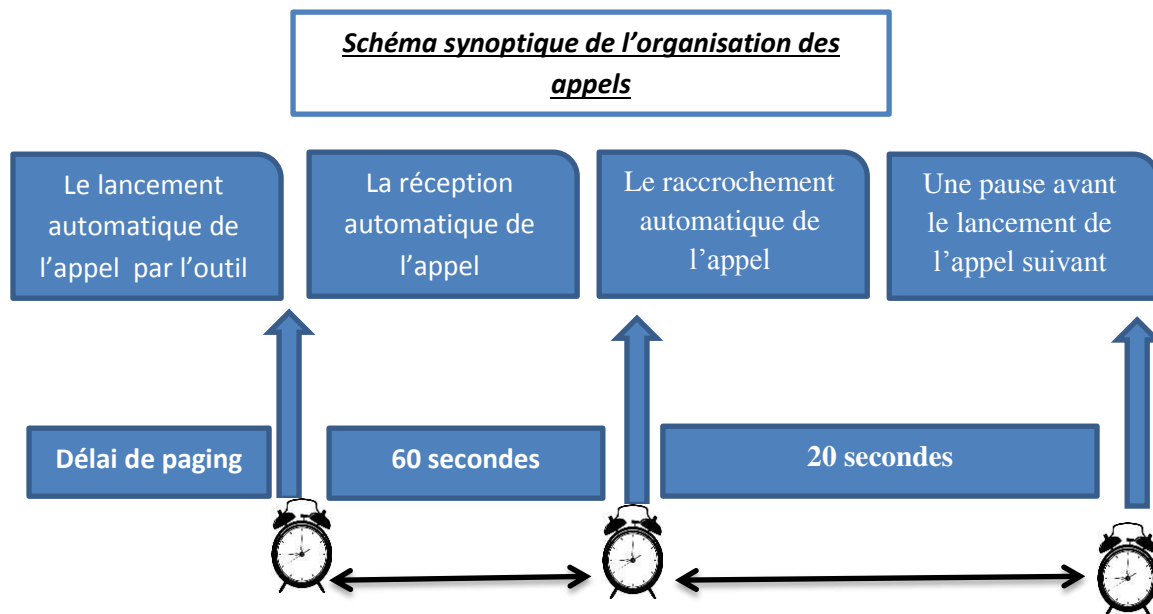 Schéma synoptique de l'organisation des
appels
Le lancement
automatique de
l'appel par l'outil
La réception
automatique de
l'appel
Le raccrochement
automatique de
l'appel
Une pause avant
le lancement de
l'appel suivant
Délai de paging
60 secondes
20 secondes